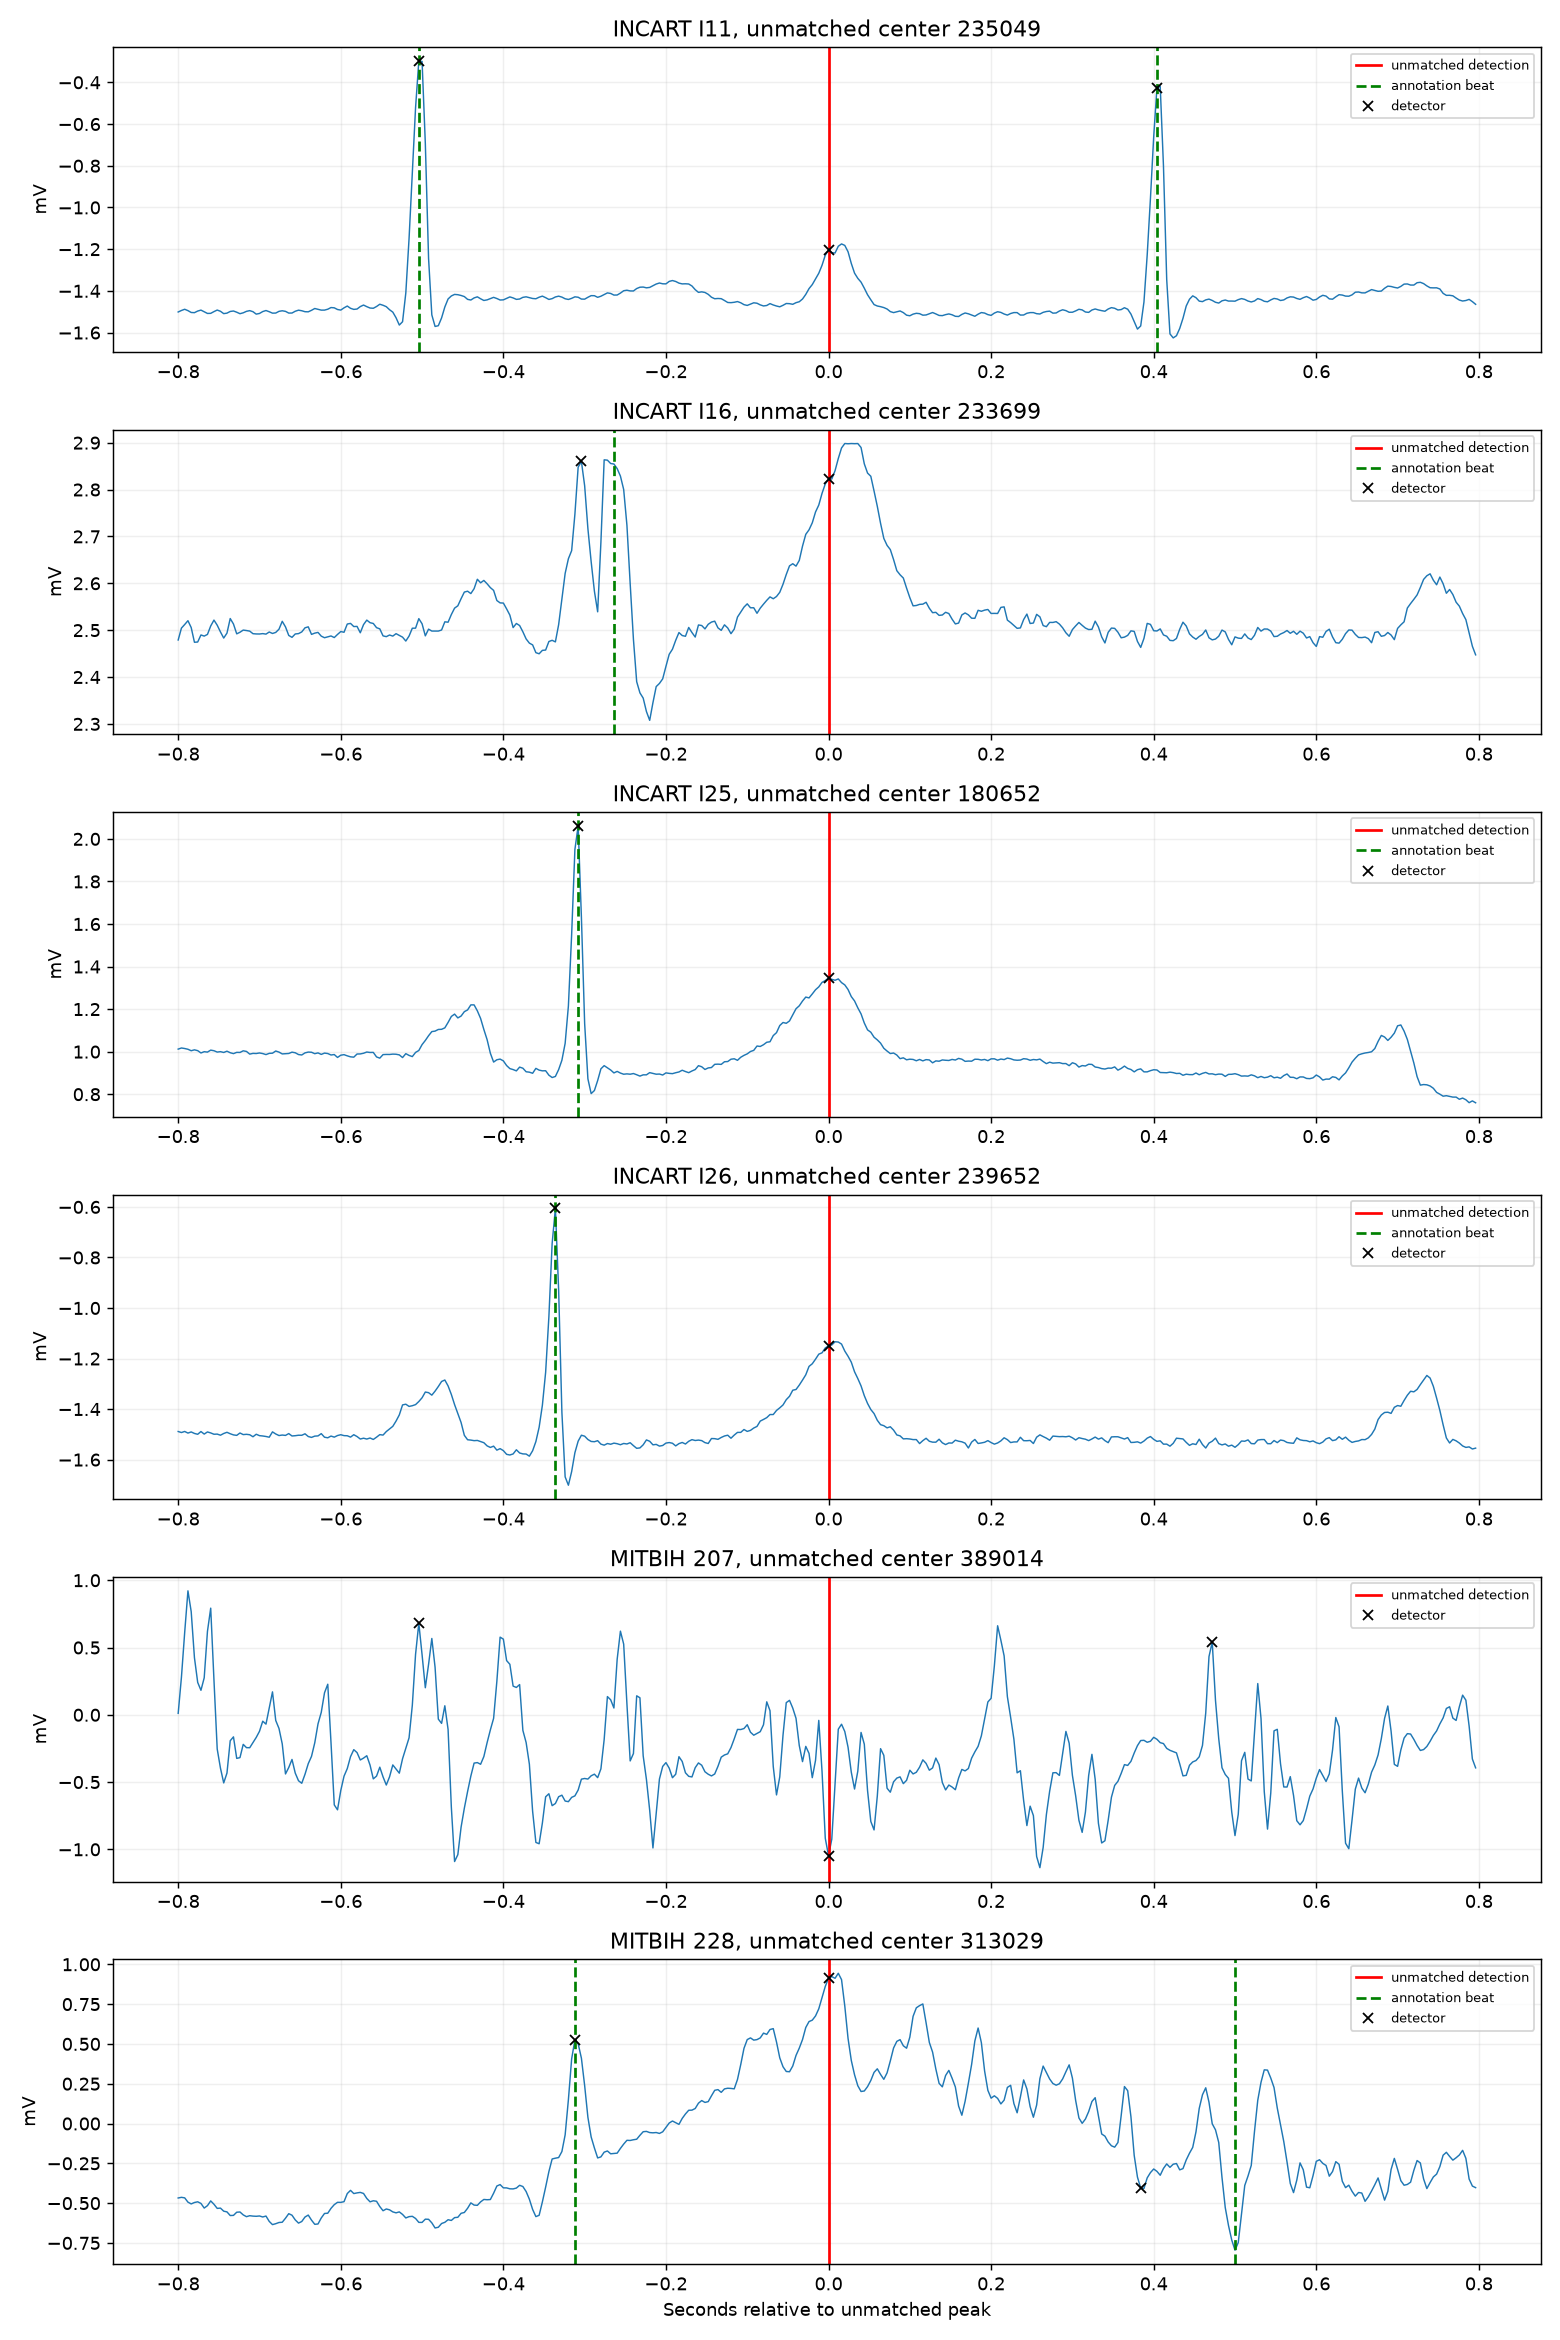 INCART I11, unmatched center 235049
unmatched detection
annotation beat
detector
−0.4
−0.6
−0.8
−1.0
−1.2
−1.4
−1.6
mV
−0.8 −0.6 −0.4 −0.2 0.0 0.2 0.4 0.6 0.8
INCART I16, unmatched center 233699
unmatched detection
annotation beat
detector
2.9
2.8
2.7
2.6
2.5
2.4
2.3
mV
−0.8 −0.6 −0.4 −0.2 0.0 0.2 0.4 0.6 0.8
INCART I25, unmatched center 180652
unmatched detection
annotation beat
detector
2.0
1.8
1.6
1.4
1.2
1.0
0.8
mV
−0.8 −0.6 −0.4 −0.2 0.0 0.2 0.4 0.6 0.8
INCART I26, unmatched center 239652
unmatched detection
annotation beat
detector
−0.6
−0.8
−1.0
−1.2
−1.4
−1.6
mV
−0.8 −0.6 −0.4 −0.2 0.0 0.2 0.4 0.6 0.8
MITBIH 207, unmatched center 389014
unmatched detection
detector
1.0
0.5
0.0
−0.5
−1.0
mV
−0.8 −0.6 −0.4 −0.2 0.0 0.2 0.4 0.6 0.8
MITBIH 228, unmatched center 313029
unmatched detection
annotation beat
detector
1.00
0.75
0.50
0.25
0.00
−0.25
−0.50
−0.75
mV
−0.8 −0.6 −0.4 −0.2 0.0 0.2 0.4 0.6 0.8
Seconds relative to unmatched peak